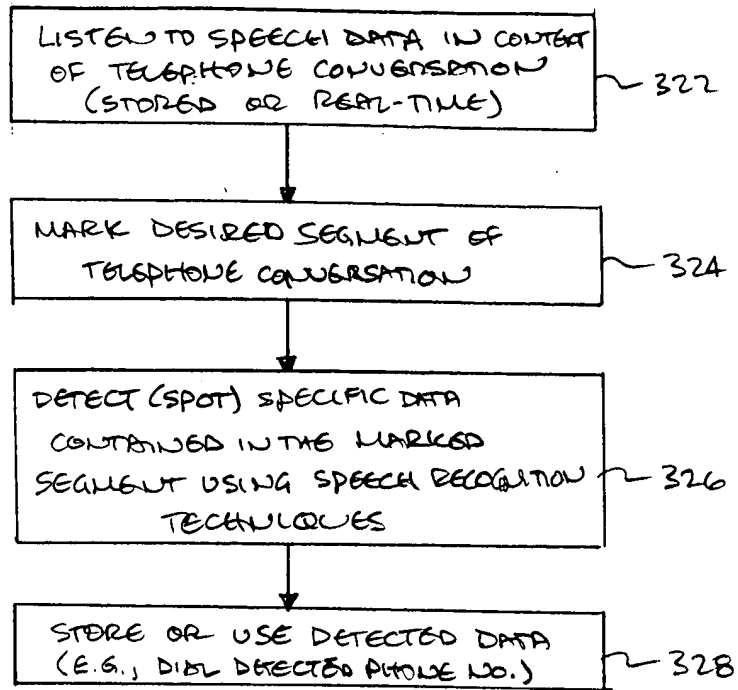 LISTEN TO SPEECH DATA IN CONTEXT
OF TELEPHONE CONVERSATION
(STORED OR REAL-TIME)
322
MARK DESIRED SEGMENT OF
TELEPHONE CONVERSATION
324
DETECT (SPOT) SPECIFIC DATA
CONTAINED IN THE MARKED
SEGMENT USING SPEECH RECOGNITION
TECHNIQUES
326
STORE OR USE DETECTED DATA
(E.G., DIAL DETECTED PHONE NO.)
328